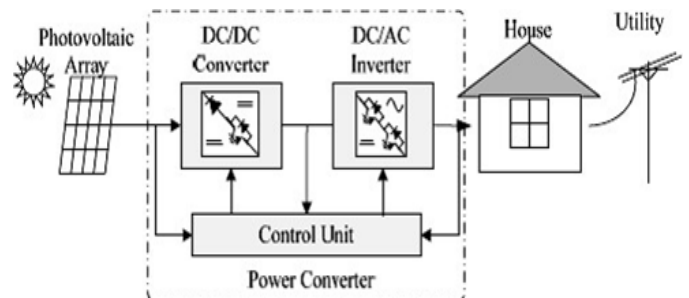 Photovoltaic
Array
DC/DC
Converter
DC/AC
Inverter
House
Utility
Control Unit
Power Converter